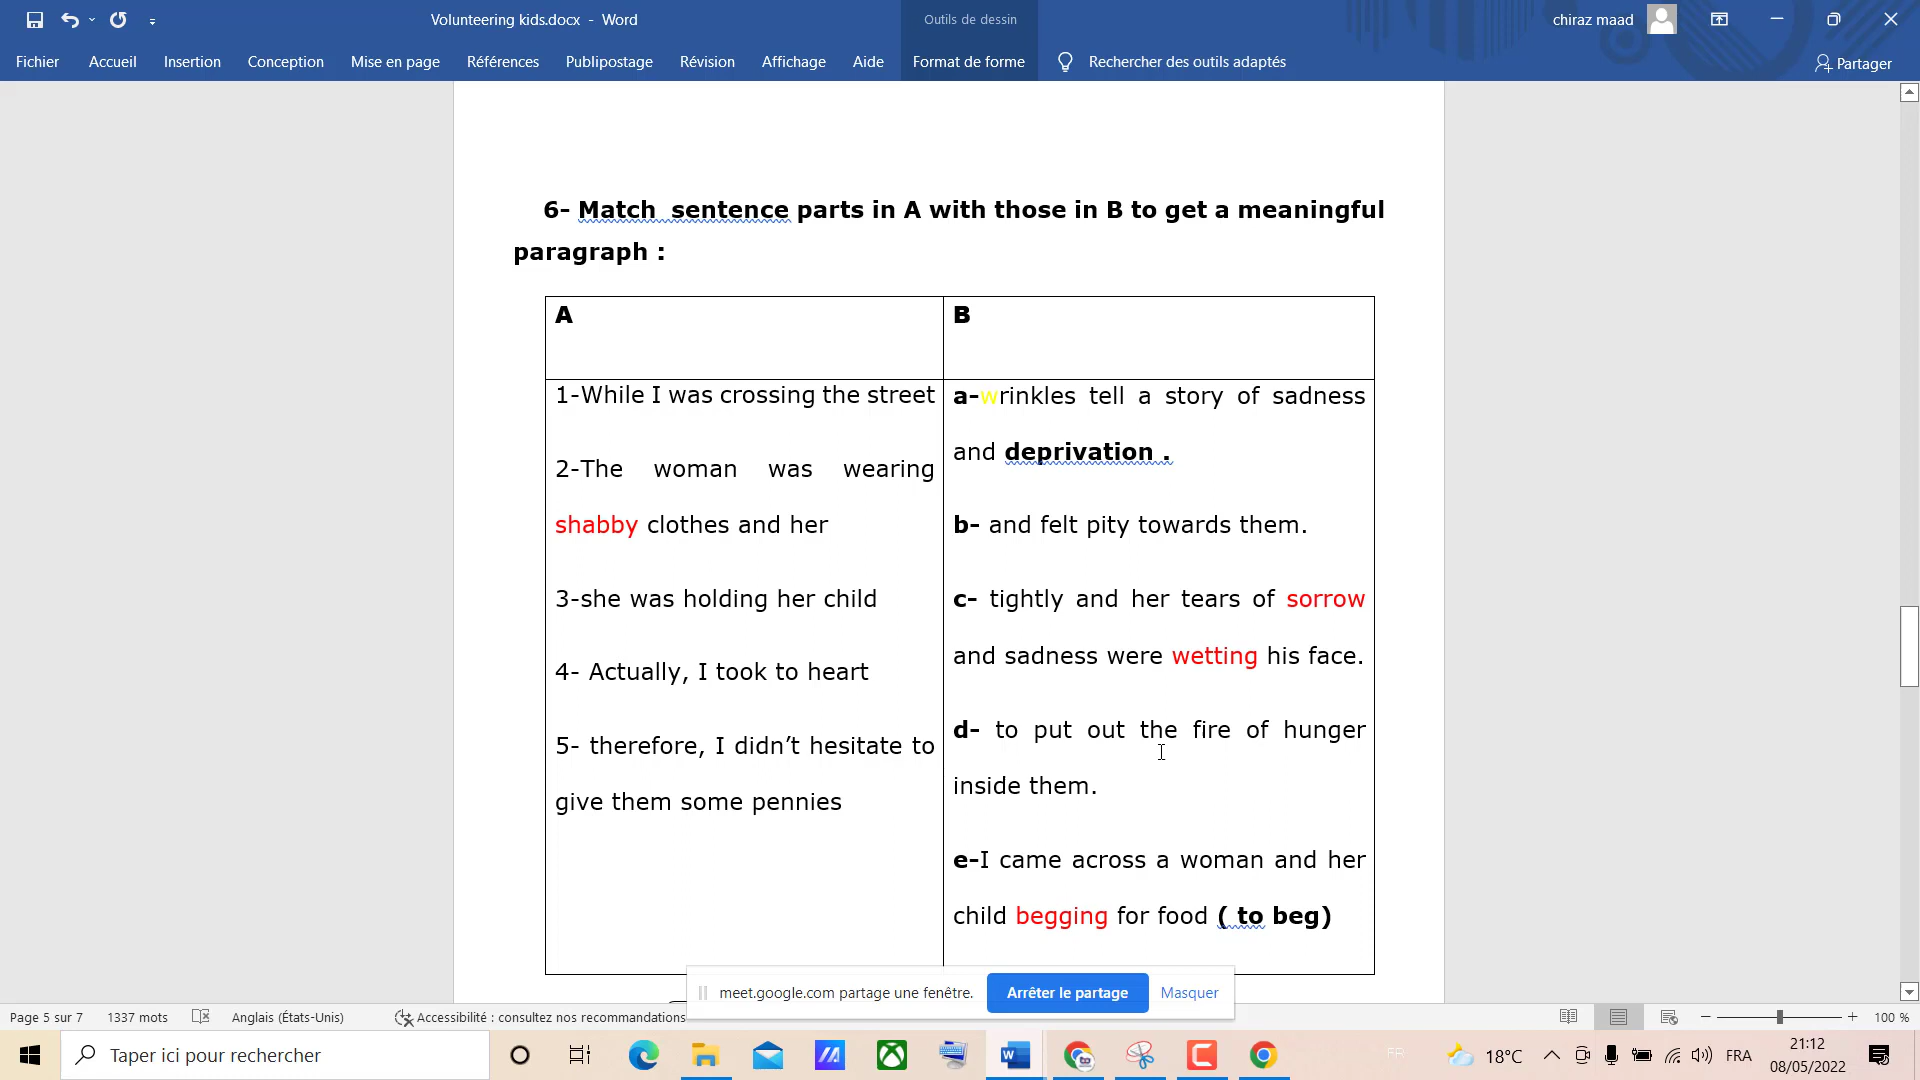 Volunteering kids.docx - Word
Outils de dessin
chiraz maad
Fichier Accueil Insertion Conception Mise en page Références Publipostage Révision Affichage Aide Format de forme Rechercher des outils adaptés Partager
6- Match sentence parts in A with those in B to get a meaningful
paragraph :
A
B
1-While I was crossing the street
2-The woman was wearing
shabby clothes and her
3-she was holding her child
4- Actually, I took to heart
5- therefore, I didn’t hesitate to
give them some pennies
a-wrinkles tell a story of sadness
and deprivation .
b- and felt pity towards them.
c- tightly and her tears of sorrow
and sadness were wetting his face.
d- to put out the fire of hunger
inside them.
e-I came across a woman and her
child begging for food ( to beg)
meet.google.com partage une fenêtre. Arrêter le partage Masquer
Page 5 sur 7 1337 mots Anglais (États-Unis) Accessibilité : consultez nos recommandations 100 %
Taper ici pour rechercher
FR
18°C
FRA
21:12
08/05/2022